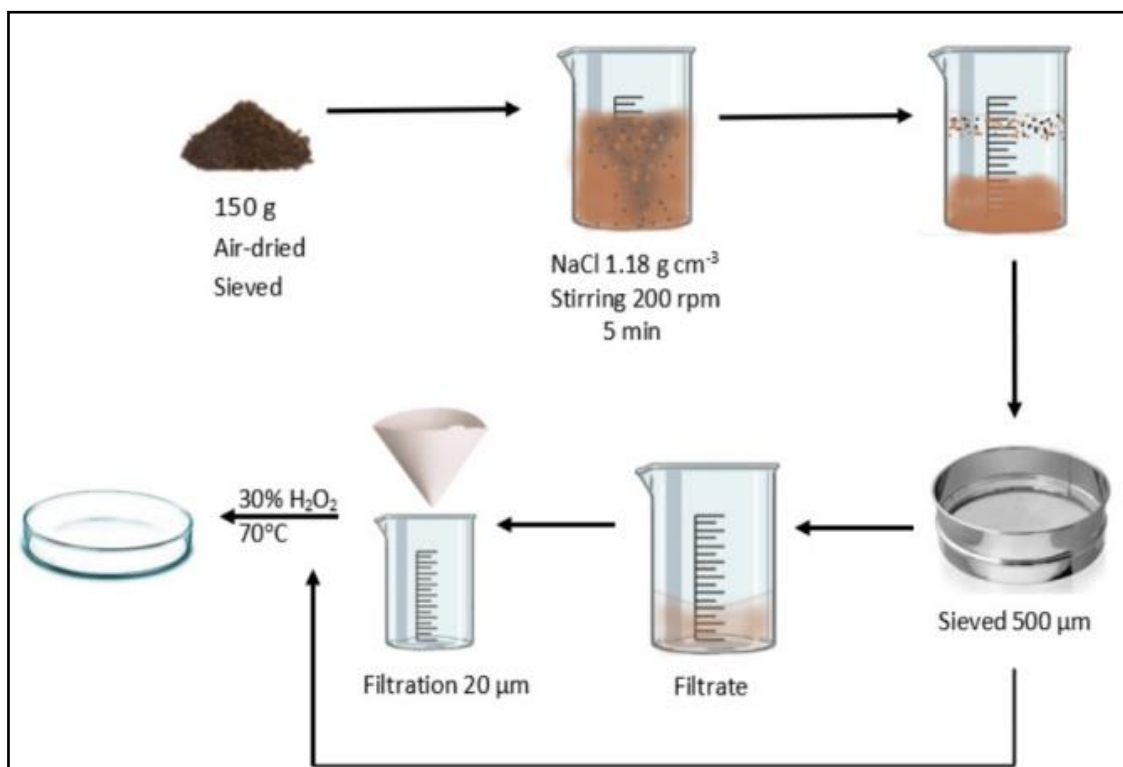 150 g
Air-dried
Sieved
NaCl 1.18 g cm⁻³
Stirring 200 rpm
5 min
30% H₂O₂
70°C
Sieved 500 µm
Filtration 20 µm
Filtrate